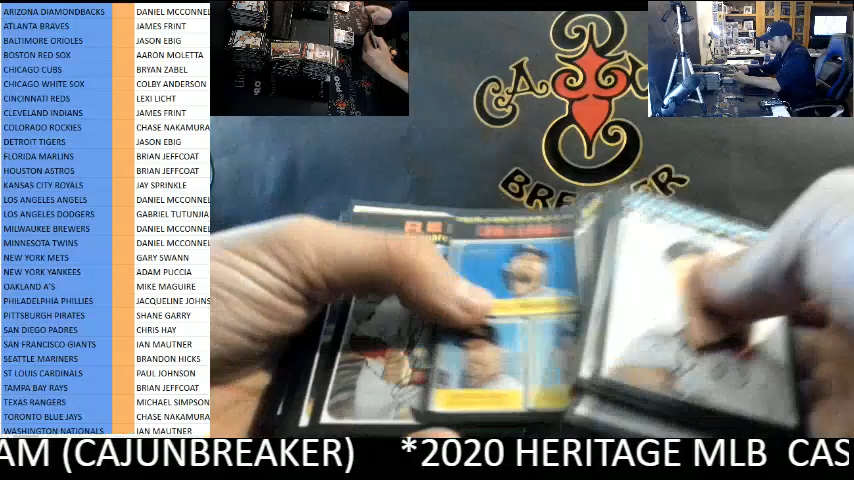 ARIZONA DIAMONDBACKS DANIEL MCCONNEL
ATLANTA BRAVES JAMES FRINT
BALTIMORE ORIOLES JASON EBIG
BOSTON RED SOX AARON MOLETTA
CHICAGO CUBS BRYAN ZABEL
CHICAGO WHITE SOX COLBY ANDERSON
CINCINNATI REDS LEXI LICHT
CLEVELAND INDIANS JAMES FRINT
COLORADO ROCKIES CHASE NAKAMURA
DETROIT TIGERS JASON EBIG
FLORIDA MARLINS BRIAN JEFFCOAT
HOUSTON ASTROS BRIAN JEFFCOAT
KANSAS CITY ROYALS JAY SPRINKLE
LOS ANGELES ANGELS DANIEL MCCONNEL
LOS ANGELES DODGERS GABRIEL TUTUNJIA
MILWAUKEE BREWERS DANIEL MCCONNEL
MINNESOTA TWINS DANIEL MCCONNEL
NEW YORK METS GARY SWANN
NEW YORK YANKEES ADAM PUCCIA
OAKLAND A'S MIKE MAGUIRE
PHILADELPHIA PHILLIES JACQUELINE JOHNS
PITTSBURGH PIRATES SHANE GARRY
SAN DIEGO PADRES CHRIS HAY
SAN FRANCISCO GIANTS IAN MAUTNER
SEATTLE MARINERS BRANDON HICKS
ST LOUIS CARDINALS PAUL JOHNSON
TAMPA BAY RAYS BRIAN JEFFCOAT
TEXAS RANGERS MICHAEL SIMPSON
TORONTO BLUE JAYS CHASE NAKAMURA
WASHINGTON NATIONALS IAN MAUTNER
CA
BRE KER
AM (CAJUNBREAKER) *2020 HERITAGE MLB CAS